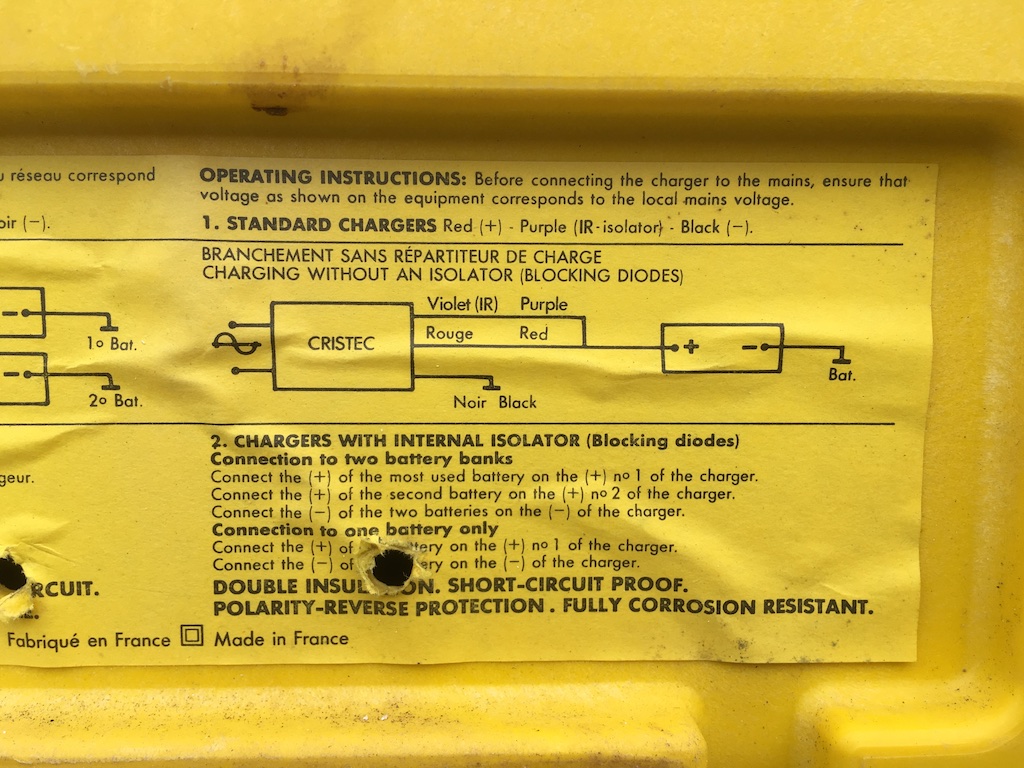 u réseau correspond
oir (−).
1º Bat.
2º Bat.
geur.
RCUIT.
Fabriqué en France
OPERATING INSTRUCTIONS: Before connecting the charger to the mains, ensure that
voltage as shown on the equipment corresponds to the local mains voltage.
1. STANDARD CHARGERS Red (+) - Purple (IR-isolator) - Black (−).
BRANCHEMENT SANS RÉPARTITEUR DE CHARGE
CHARGING WITHOUT AN ISOLATOR (BLOCKING DIODES)
Violet (IR) Purple
Rouge Red
CRISTEC
+ −
Bat.
Noir Black
2. CHARGERS WITH INTERNAL ISOLATOR (Blocking diodes)
Connection to two battery banks
Connect the (+) of the most used battery on the (+) nº 1 of the charger.
Connect the (+) of the second battery on the (+) nº 2 of the charger.
Connect the (−) of the two batteries on the (−) of the charger.
Connection to one battery only
Connect the (+) of tery on the (+) nº 1 of the charger.
Connect the (−) of ery on the (−) of the charger.
DOUBLE INSU ON. SHORT-CIRCUIT PROOF.
POLARITY-REVERSE PROTECTION. FULLY CORROSION RESISTANT.
Made in France